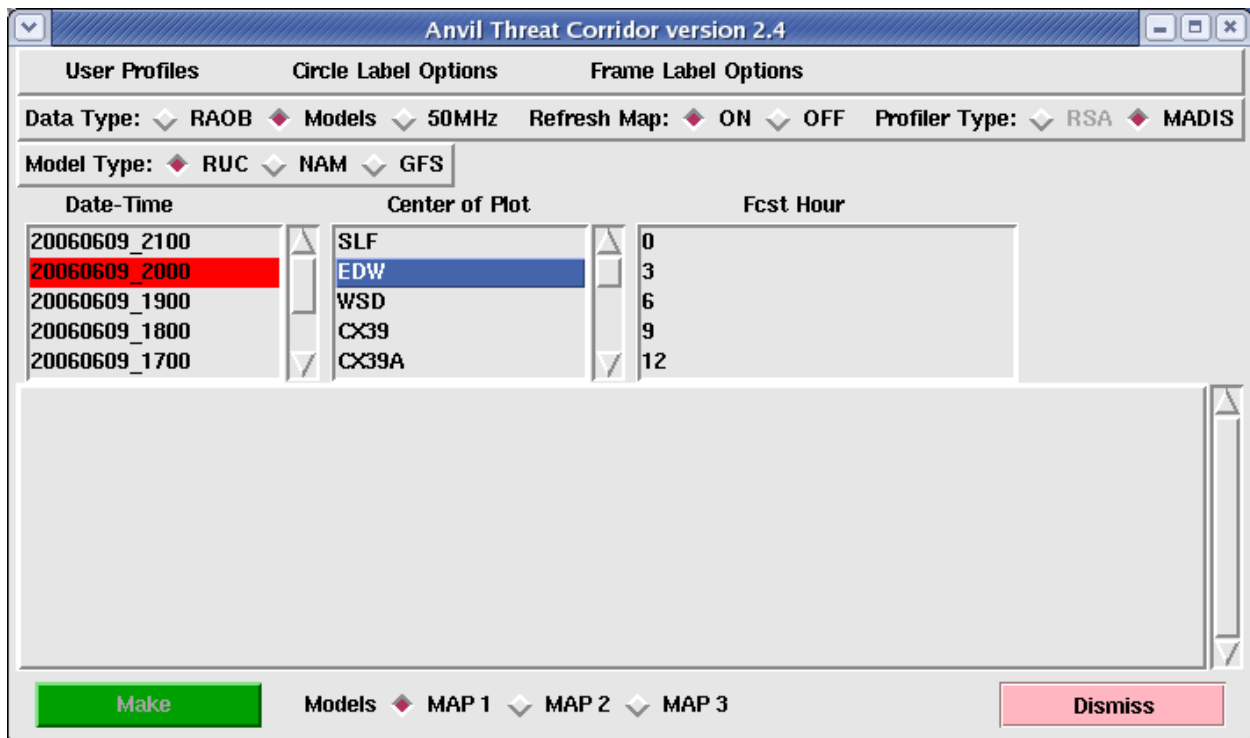 Anvil Threat Corridor version 2.4
User Profiles Circle Label Options Frame Label Options
Data Type: RAOB Models 50MHz Refresh Map: ON OFF Profiler Type: RSA MADIS
Model Type: RUC NAM GFS
Date-Time Center of Plot Fcst Hour
20060609_2100 SLF 0
20060609_2000 EDW 3
20060609_1900 WSD 6
20060609_1800 CX39 9
20060609_1700 CX39A 12
Make Models MAP 1 MAP 2 MAP 3 Dismiss